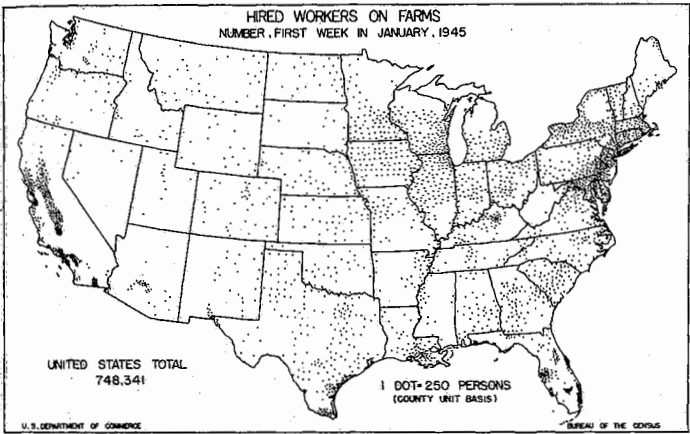 HIRED WORKERS ON FARMS
NUMBER, FIRST WEEK IN JANUARY, 1945
UNITED STATES TOTAL
748,341
1 DOT=250 PERSONS
(COUNTY UNIT BASIS)
U.S. DEPARTMENT OF COMMERCE
BUREAU OF THE CENSUS